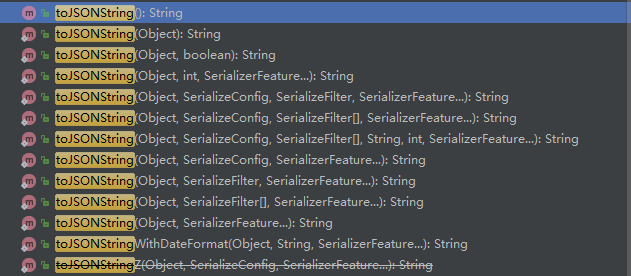 toJSONString(): String
toJSONString(Object): String
toJSONString(Object, boolean): String
toJSONString(Object, int, SerializerFeature...): String
toJSONString(Object, SerializeConfig, SerializeFilter, SerializerFeature...): String
toJSONString(Object, SerializeConfig, SerializeFilter[], SerializerFeature...): String
toJSONString(Object, SerializeConfig, SerializeFilter[], String, int, SerializerFeature...): String
toJSONString(Object, SerializeConfig, SerializerFeature...): String
toJSONString(Object, SerializeFilter, SerializerFeature...): String
toJSONString(Object, SerializeFilter[], SerializerFeature...): String
toJSONString(Object, SerializerFeature...): String
toJSONStringWithDateFormat(Object, String, SerializerFeature...): String
toJSONStringZ(Object, SerializeConfig, SerializerFeature...): String